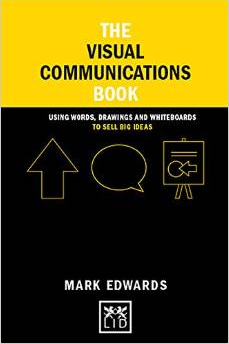 THE
VISUAL
COMMUNICATIONS
BOOK
USING WORDS, DRAWINGS AND WHITEBOARDS
TO SELL BIG IDEAS
MARK EDWARDS
LID